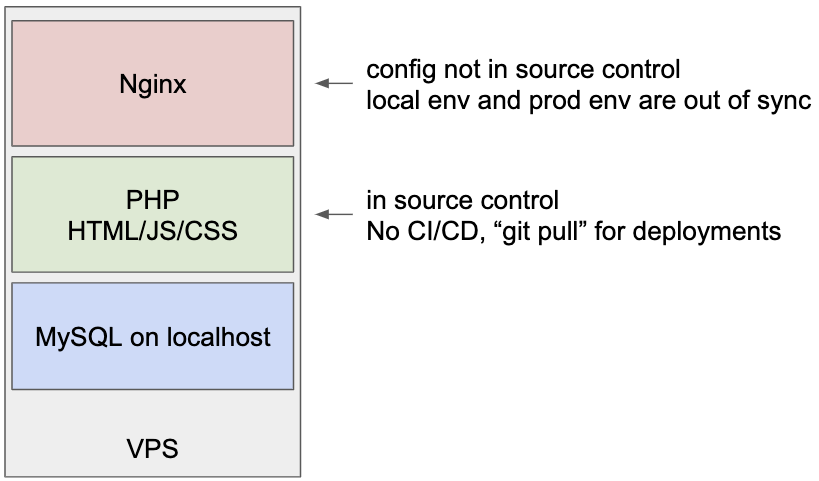 Nginx
config not in source control
local env and prod env are out of sync
PHP
HTML/JS/CSS
in source control
No CI/CD, “git pull” for deployments
MySQL on localhost
VPS